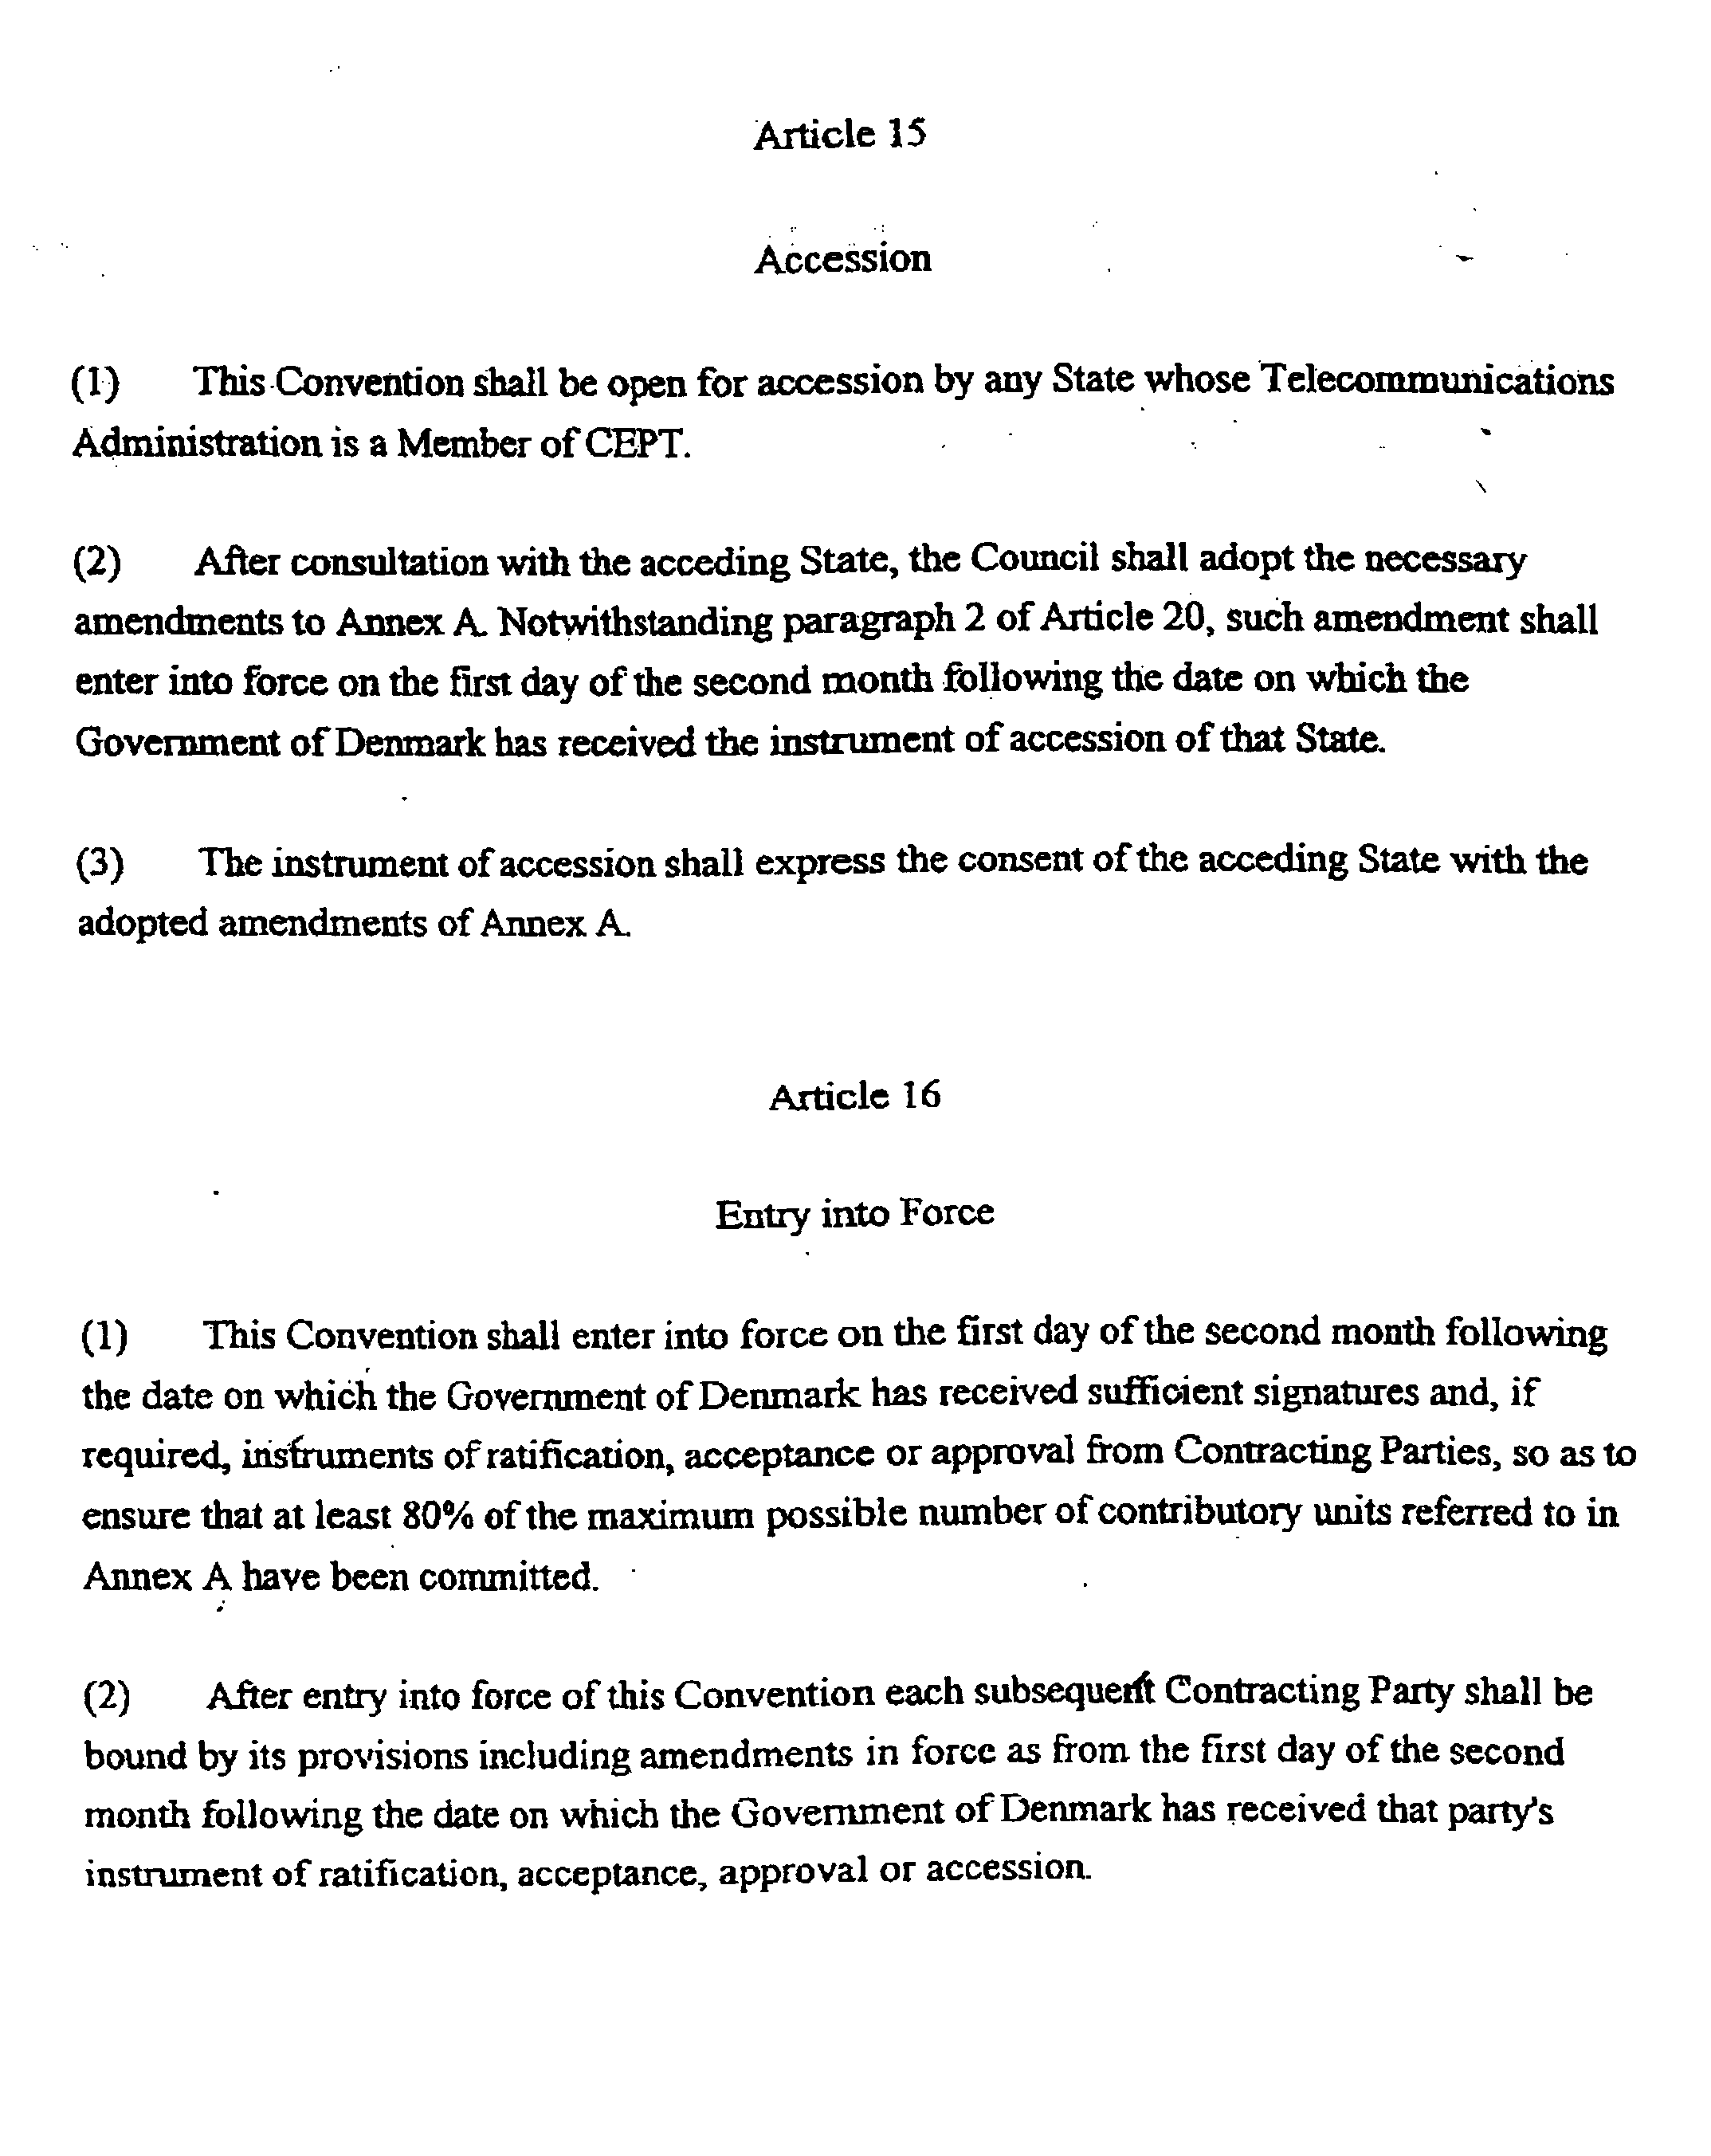 Article 15
Accession
(1) This Convention shall be open for accession by any State whose Telecommunications
Administration is a Member of CEPT.
(2) After consultation with the acceding State, the Council shall adopt the necessary
amendments to Annex A. Notwithstanding paragraph 2 of Article 20, such amendment shall
enter into force on the first day of the second month following the date on which the
Government of Denmark has received the instrument of accession of that State.
(3) The instrument of accession shall express the consent of the acceding State with the
adopted amendments of Annex A.
Article 16
Entry into Force
(1) This Convention shall enter into force on the first day of the second month following
the date on which the Government of Denmark has received sufficient signatures and, if
required, instruments of ratification, acceptance or approval from Contracting Parties, so as to
ensure that at least 80% of the maximum possible number of contributory units referred to in
Annex A have been committed.
(2) After entry into force of this Convention each subsequent Contracting Party shall be
bound by its provisions including amendments in force as from the first day of the second
month following the date on which the Government of Denmark has received that party's
instrument of ratification, acceptance, approval or accession.